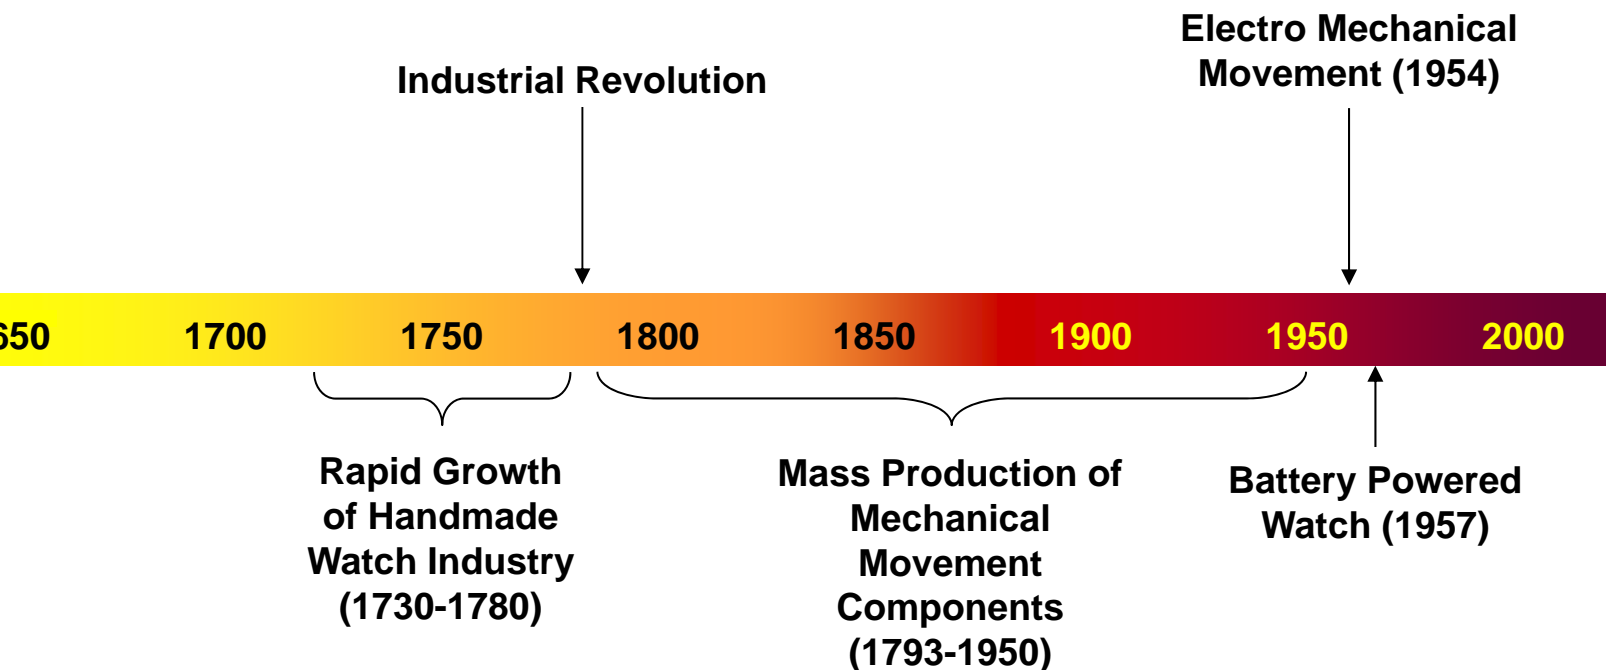 Electro Mechanical
Movement (1954)
Industrial Revolution
650 1700 1750 1800 1850 1900 1950 2000
Rapid Growth
of Handmade
Watch Industry
(1730-1780)
Mass Production of
Mechanical
Movement
Components
(1793-1950)
Battery Powered
Watch (1957)